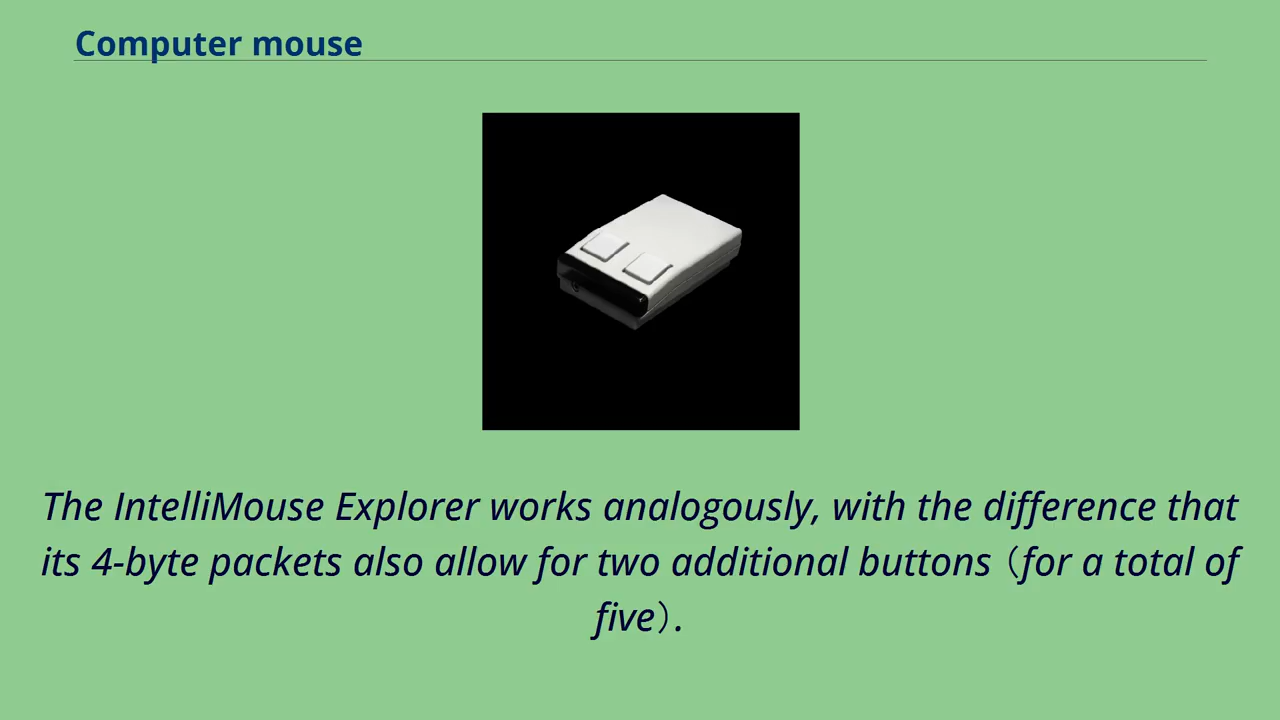 Computer mouse
The IntelliMouse Explorer works analogously, with the difference that
its 4-byte packets also allow for two additional buttons（for a total of
five）.